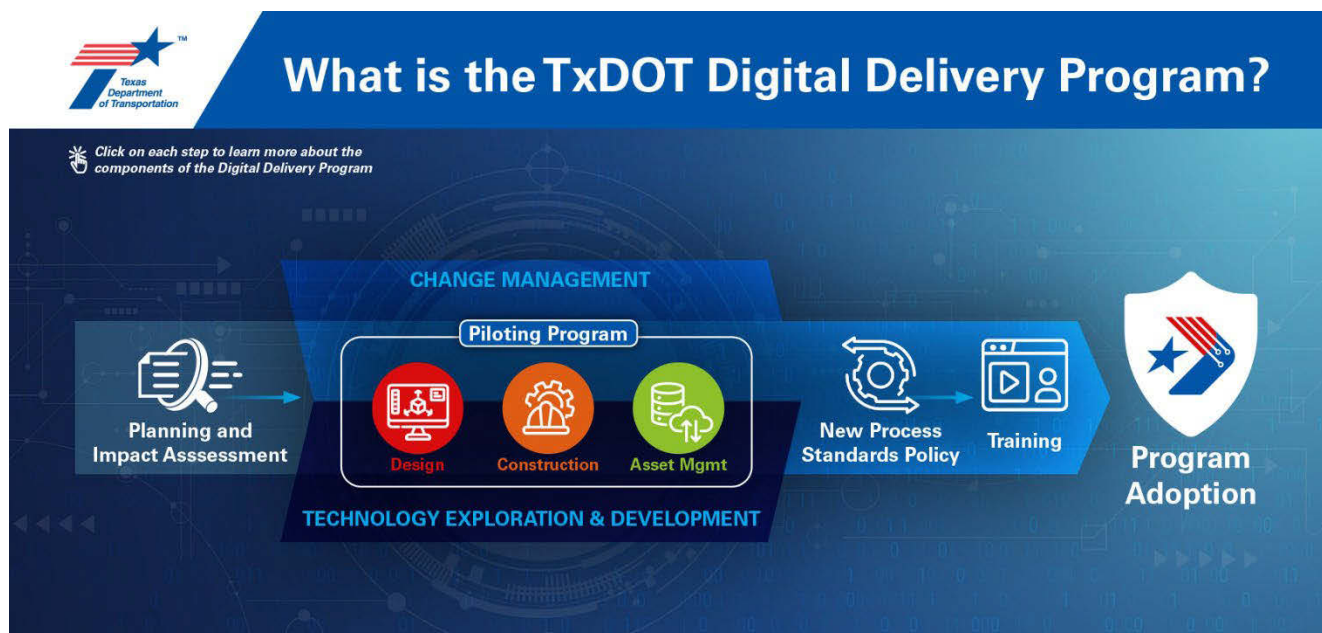 TM
Texas
Department
of Transportation
What is the TxDOT Digital Delivery Program?
Click on each step to learn more about the
components of the Digital Delivery Program
CHANGE MANAGEMENT
Piloting Program
Planning and
Impact Asssessment
Design
Construction
Asset Mgmt
TECHNOLOGY EXPLORATION & DEVELOPMENT
New Process
Standards Policy
Training
Program
Adoption